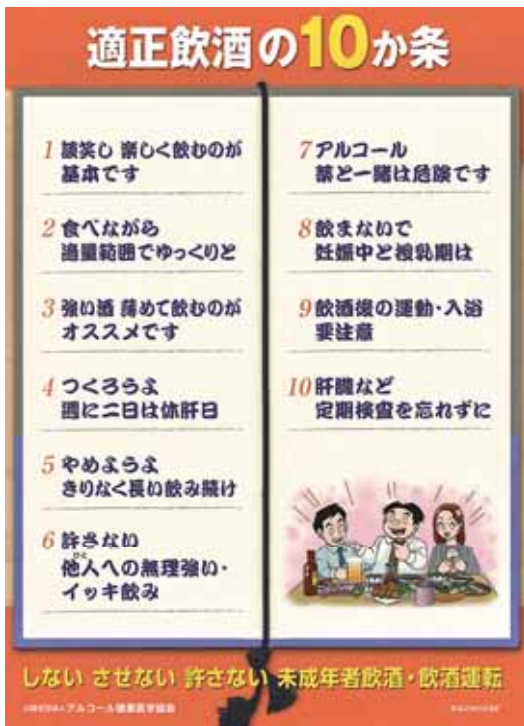 適正飲酒の10か条
1 談笑し 楽しく飲むのが
基本です
2 食べながら
適量範囲でゆっくりと
3 強い酒 薄めて飲むのが
オススメです
4 つくろうよ
週に二日は休肝日
5 やめようよ
きりなく長い飲み続け
6 許さない
他人への無理強い・
ひと
イッキ飲み
7 アルコール
薬と一緒は危険です
8 飲まないで
妊娠中と授乳期は
9 飲酒後の運動・入浴
要注意
10 肝臓など
定期検査を忘れずに
しない させない 許さない 未成年者飲酒・飲酒運転
アルコール健康医学協会